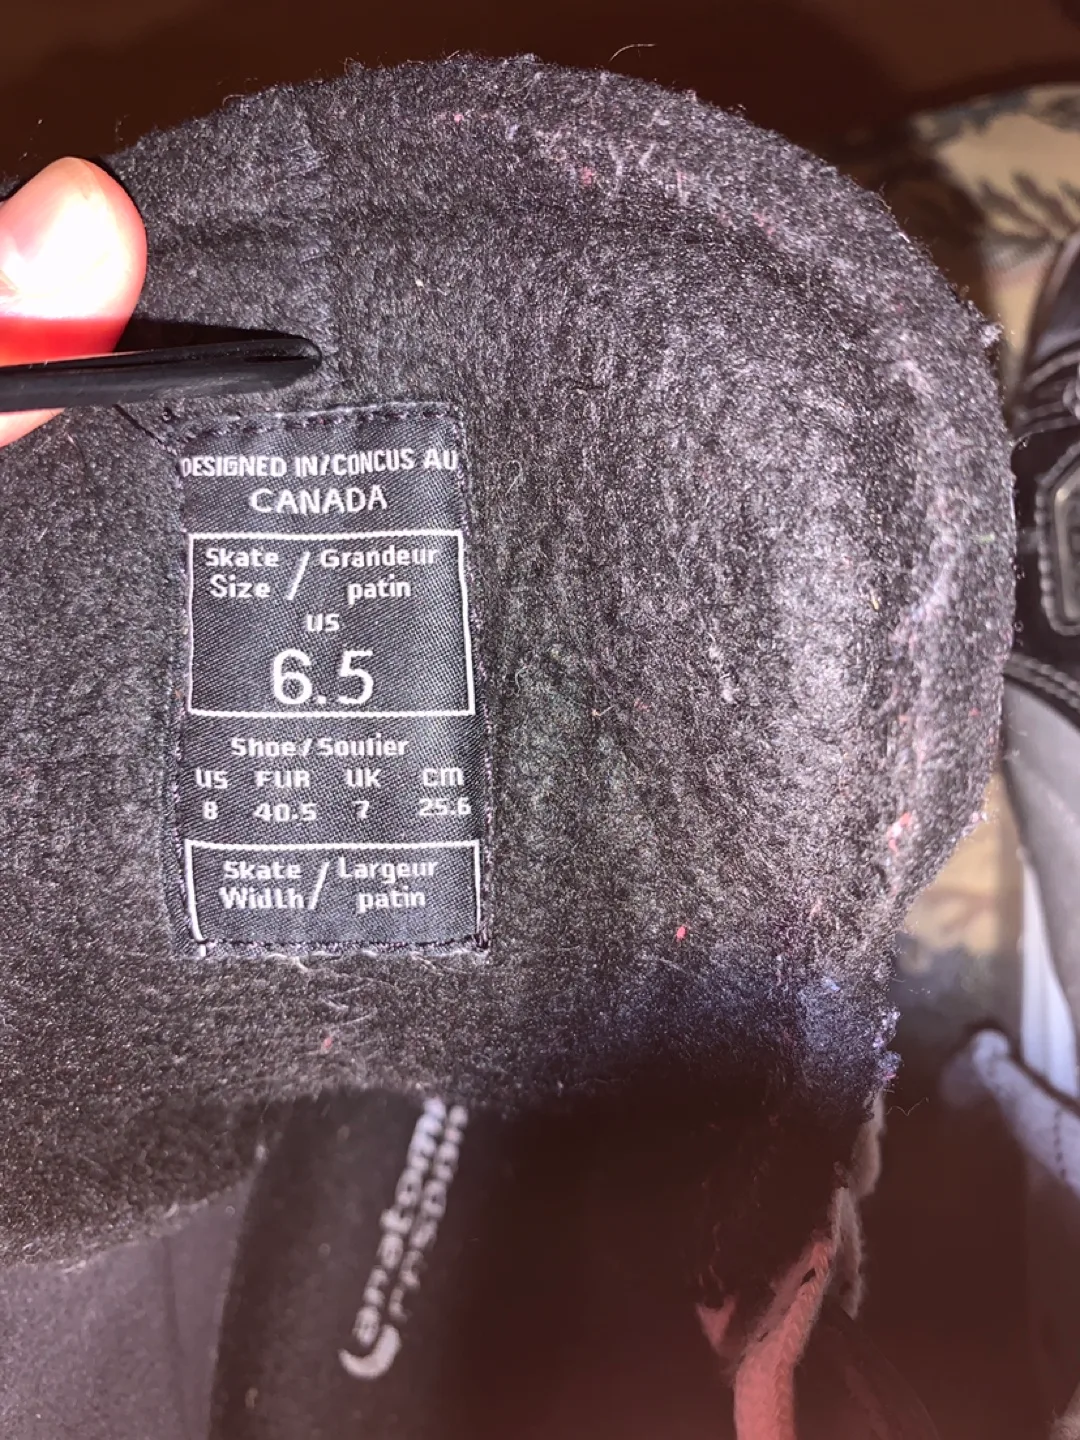 DESIGNED IN/CONCUS AU
CANADA
Skate / Grandeur
Size / patin
US
6.5
Shoe/Soulier
US EUR UK CM
8 40.5 7 25.6
Skate / Largeur
Width / patin